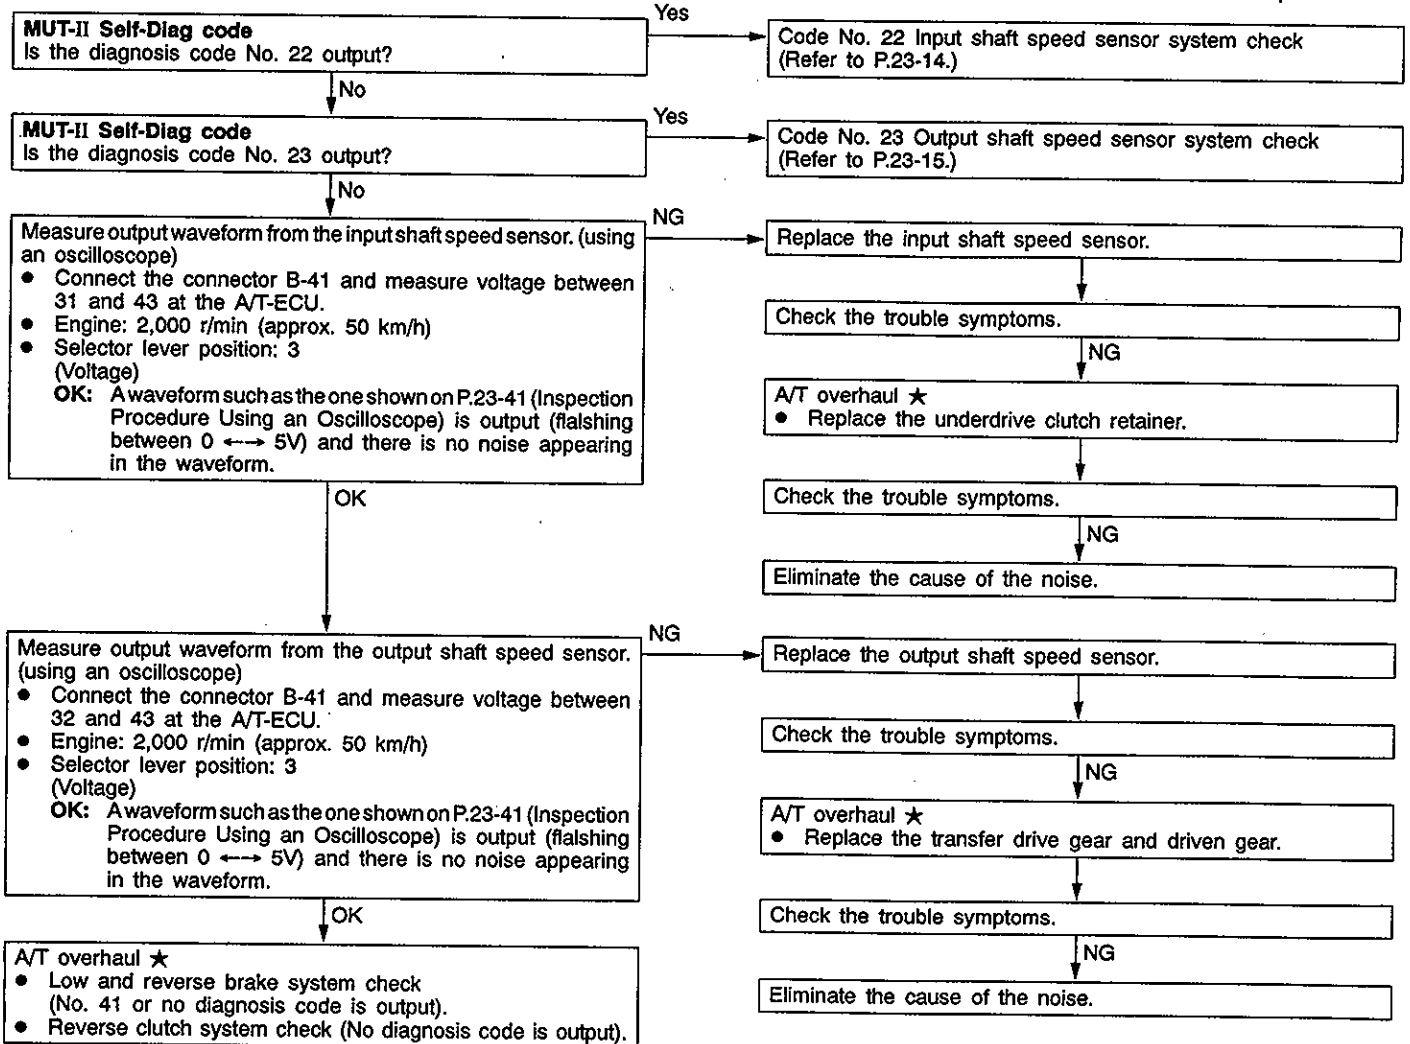 MUT-II Self-Diag code
Is the diagnosis code No. 22 output?
Yes
Code No. 22 Input shaft speed sensor system check
(Refer to P.23-14.)
No
MUT-II Self-Diag code
Is the diagnosis code No. 23 output?
Yes
Code No. 23 Output shaft speed sensor system check
(Refer to P.23-15.)
No
Measure output waveform from the input shaft speed sensor. (using
an oscilloscope)
● Connect the connector B-41 and measure voltage between
31 and 43 at the A/T-ECU.
● Engine: 2,000 r/min (approx. 50 km/h)
● Selector lever position: 3
(Voltage)
OK: A waveform such as the one shown on P.23-41 (Inspection
Procedure Using an Oscilloscope) is output (flalshing
between 0 ←→ 5V) and there is no noise appearing
in the waveform.
NG
Replace the input shaft speed sensor.
Check the trouble symptoms.
NG
A/T overhaul ★
● Replace the underdrive clutch retainer.
Check the trouble symptoms.
NG
Eliminate the cause of the noise.
OK
Measure output waveform from the output shaft speed sensor.
(using an oscilloscope)
● Connect the connector B-41 and measure voltage between
32 and 43 at the A/T-ECU.
● Engine: 2,000 r/min (approx. 50 km/h)
● Selector lever position: 3
(Voltage)
OK: A waveform such as the one shown on P.23-41 (Inspection
Procedure Using an Oscilloscope) is output (flalshing
between 0 ←→ 5V) and there is no noise appearing
in the waveform.
NG
Replace the output shaft speed sensor.
Check the trouble symptoms.
NG
A/T overhaul ★
● Replace the transfer drive gear and driven gear.
Check the trouble symptoms.
NG
Eliminate the cause of the noise.
OK
A/T overhaul ★
● Low and reverse brake system check
(No. 41 or no diagnosis code is output).
● Reverse clutch system check (No diagnosis code is output).